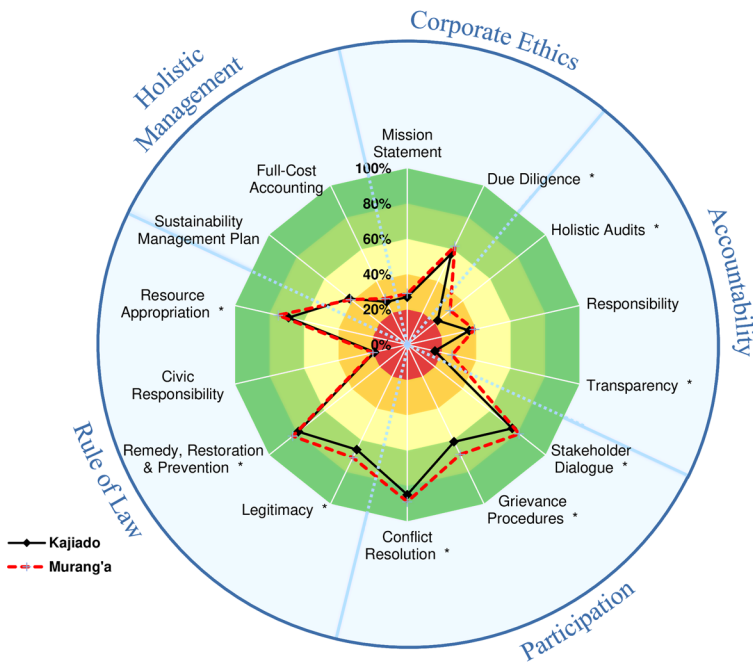 Corporate Ethics
Holistic
Management
Accountability
Participation
Rule of Law
Mission
Statement
Due Diligence *
Holistic Audits *
Responsibility
Transparency *
Stakeholder
Dialogue *
Grievance
Procedures *
Conflict
Resolution *
Legitimacy *
Remedy, Restoration
& Prevention *
Civic
Responsibility
Resource
Appropriation *
Sustainability
Management Plan
Full-Cost
Accounting
100%
80%
60%
40%
20%
0%
Kajiado
Murang'a